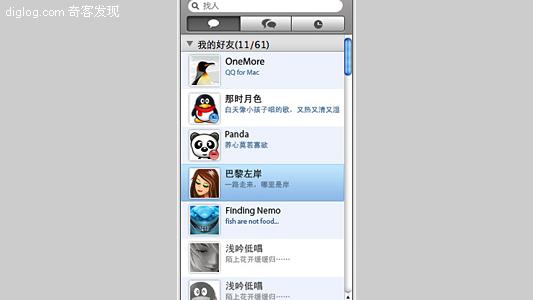 diglog.com 奇客发现
找人
我的好友(11/61)
OneMore
QQ for Mac
那时月色
白天像小孩子唱的歌，又热又清又湿
Panda
养心莫若寡欲
巴黎左岸
一路走来，哪里是岸
Finding Nemo
fish are not food...
浅吟低唱
陌上花开缓缓归……
浅吟低唱
陌上花开缓缓归……